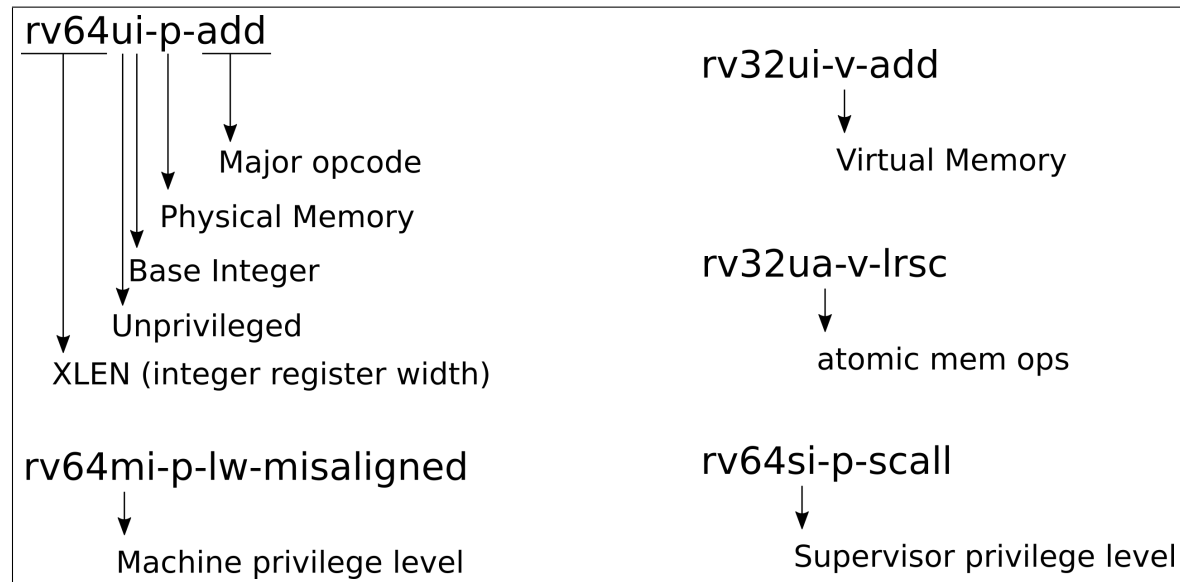 rv64ui-p-add
Major opcode
Physical Memory
Base Integer
Unprivileged
XLEN (integer register width)
rv64mi-p-lw-misaligned
Machine privilege level
rv32ui-v-add
Virtual Memory
rv32ua-v-lrsc
atomic mem ops
rv64si-p-scall
Supervisor privilege level